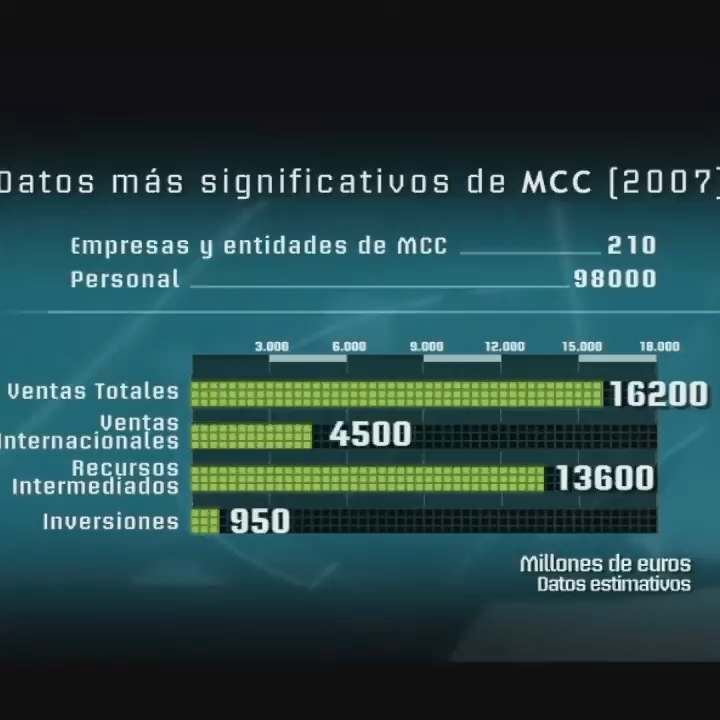 Datos más significativos de MCC (2007)
Empresas y entidades de MCC 210
Personal 98000
3.000 6.000 9.000 12.000 15.000 18.000
Ventas Totales 16200
Ventas
Internacionales 4500
Recursos
Intermediados 13600
Inversiones 950
Millones de euros
Datos estimativos